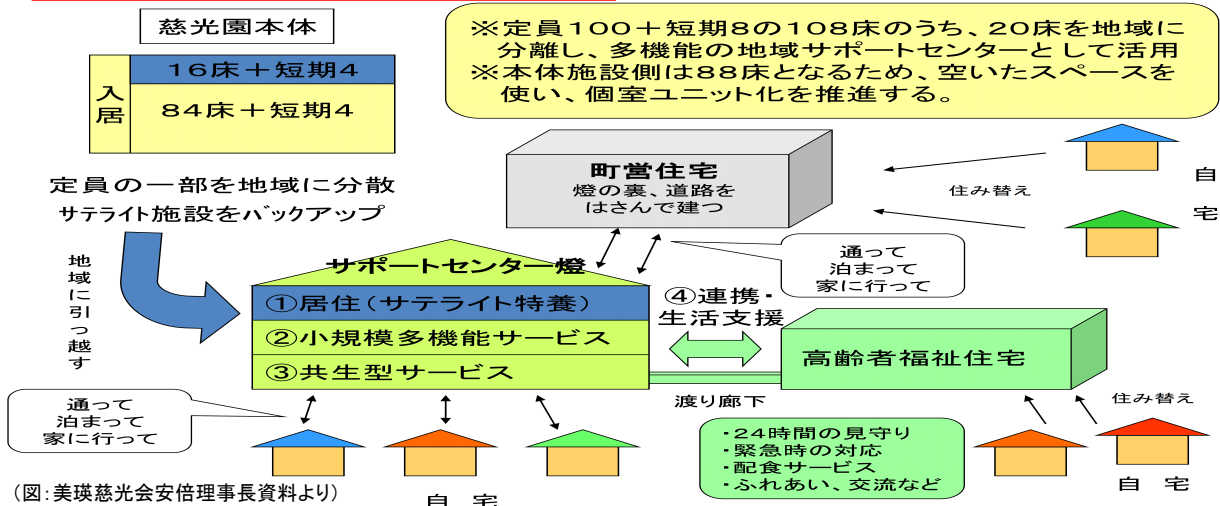 慈光園本体
入居
16床＋短期4
84床＋短期4
※定員100＋短期8の108床のうち、20床を地域に
分離し、多機能の地域サポートセンターとして活用
※本体施設側は88床となるため、空いたスペースを
使い、個室ユニット化を推進する。
定員の一部を地域に分散
サテライト施設をバックアップ
町営住宅
燈の裏、道路を
はさんで建つ
住み替え
自宅
地域に引っ越す
サポートセンター燈
①居住（サテライト特養）
②小規模多機能サービス
③共生型サービス
通って
泊まって
家に行って
④連携・
生活支援
高齢者福祉住宅
渡り廊下
住み替え
通って
泊まって
家に行って
・24時間の見守り
・緊急時の対応
・配食サービス
・ふれあい、交流など
自　宅
（図：美瑛慈光会安倍理事長資料より）
自　宅